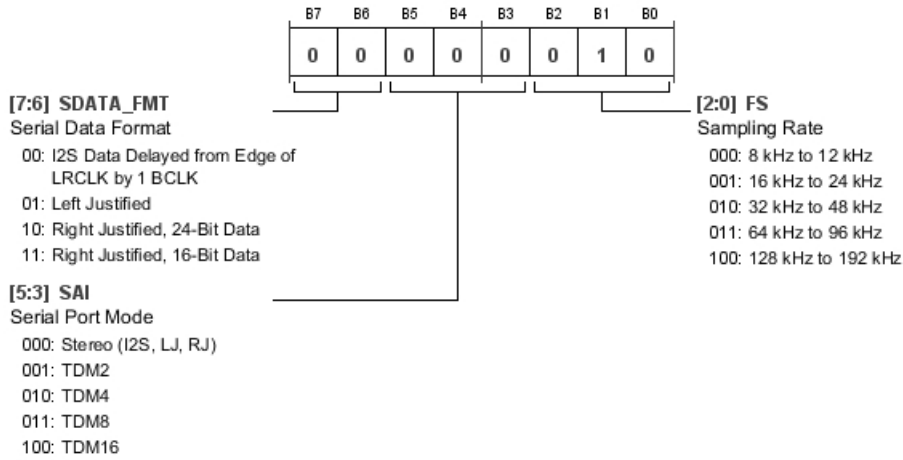 B7 B6 B5 B4 B3 B2 B1 B0
0 0 0 0 0 0 1 0
[7:6] SDATA_FMT
Serial Data Format
00: I2S Data Delayed from Edge of
LRCLK by 1 BCLK
01: Left Justified
10: Right Justified, 24-Bit Data
11: Right Justified, 16-Bit Data
[5:3] SAI
Serial Port Mode
000: Stereo (I2S, LJ, RJ)
001: TDM2
010: TDM4
011: TDM8
100: TDM16
[2:0] FS
Sampling Rate
000: 8 kHz to 12 kHz
001: 16 kHz to 24 kHz
010: 32 kHz to 48 kHz
011: 64 kHz to 96 kHz
100: 128 kHz to 192 kHz